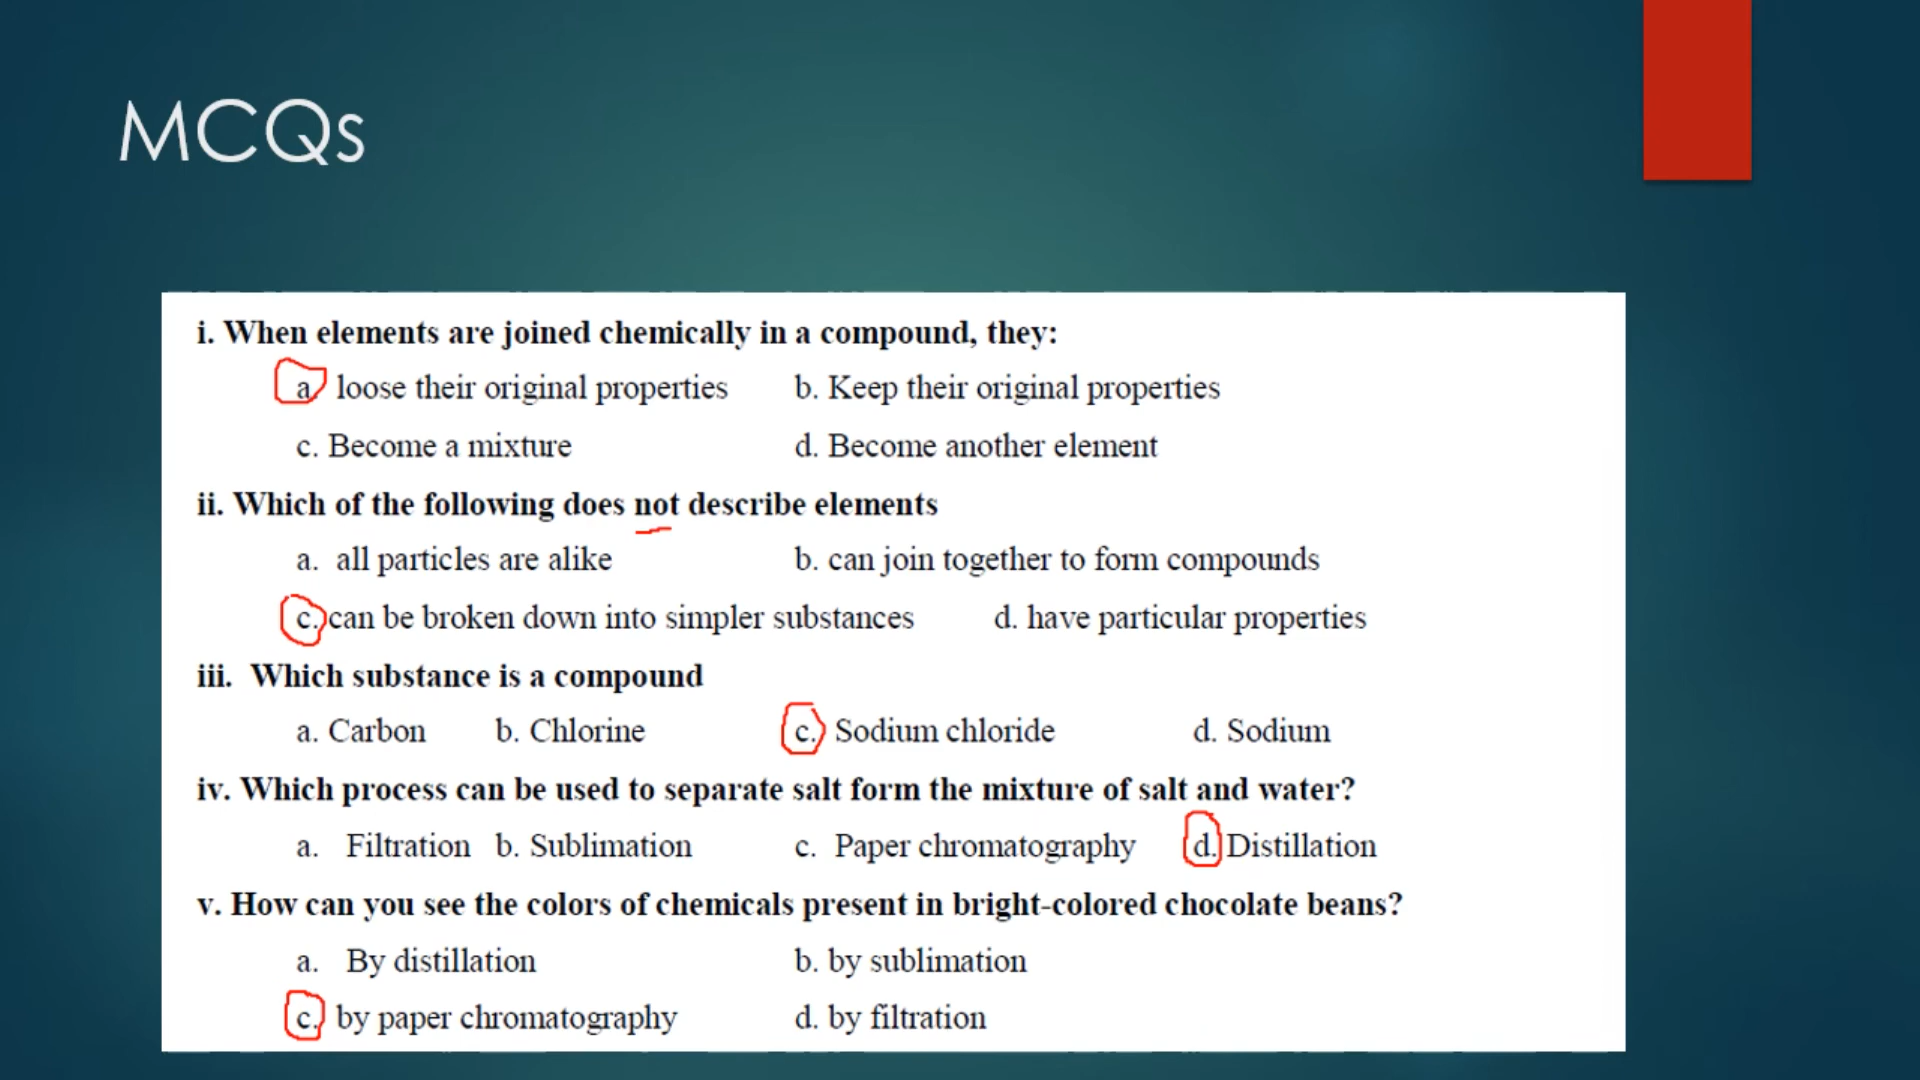 MCQs
i. When elements are joined chemically in a compound, they:
a loose their original properties b. Keep their original properties
c. Become a mixture d. Become another element
ii. Which of the following does not describe elements
a. all particles are alike b. can join together to form compounds
c. can be broken down into simpler substances d. have particular properties
iii. Which substance is a compound
a. Carbon b. Chlorine c. Sodium chloride d. Sodium
iv. Which process can be used to separate salt form the mixture of salt and water?
a. Filtration b. Sublimation c. Paper chromatography d. Distillation
v. How can you see the colors of chemicals present in bright-colored chocolate beans?
a. By distillation b. by sublimation
c. by paper chromatography d. by filtration